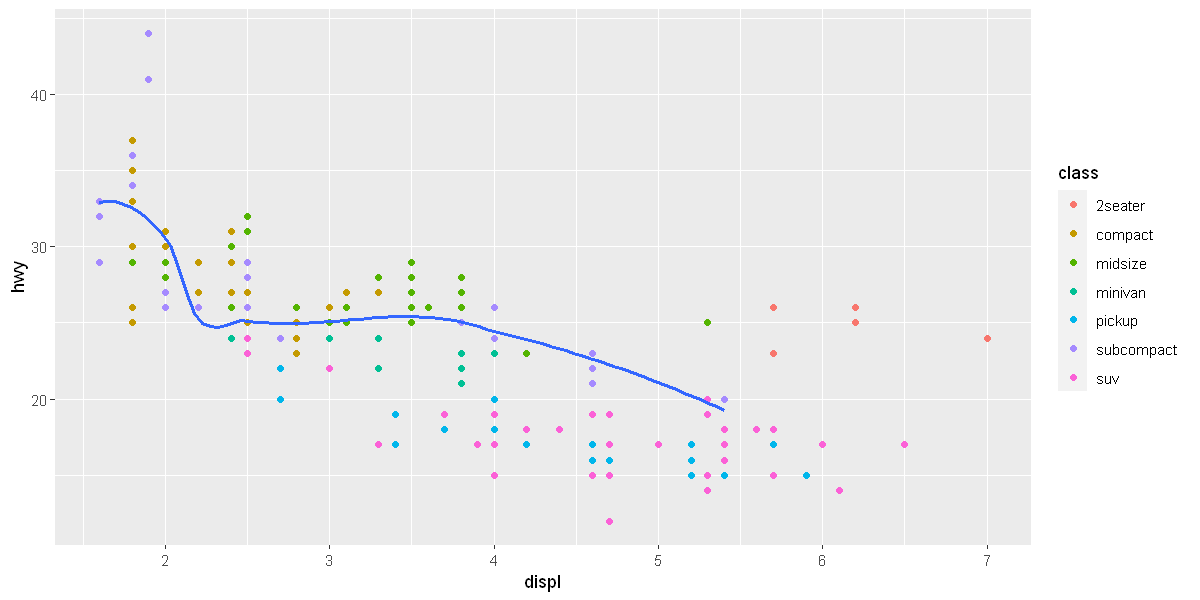 hwy
40
30
20
2
3
4
5
6
7
displ
class
2seater
compact
midsize
minivan
pickup
subcompact
suv